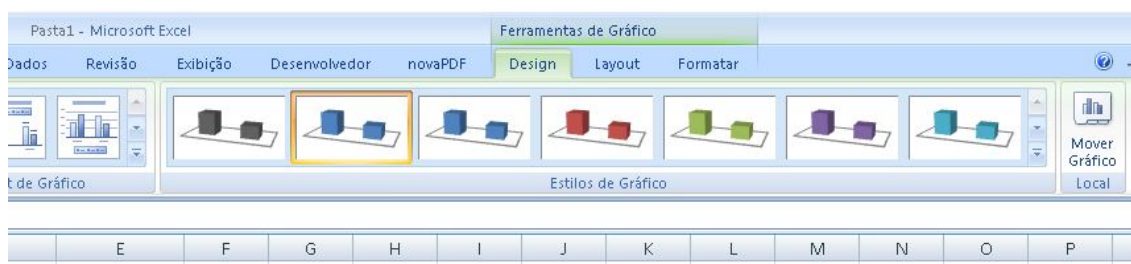 Pasta1 - Microsoft Excel Ferramentas de Gráfico
Dados Revisão Exibição Desenvolvedor novaPDF Design Layout Formatar
Mover
Gráfico
t de Gráfico Estilos de Gráfico Local
E F G H I J K L M N O P